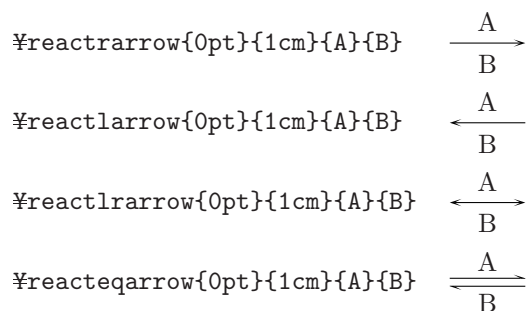 ¥reactrarrow{0pt}{1cm}{A}{B} A
B
¥reactlarrow{0pt}{1cm}{A}{B} A
B
¥reactlrarrow{0pt}{1cm}{A}{B} A
B
¥reacteqarrow{0pt}{1cm}{A}{B} A
B